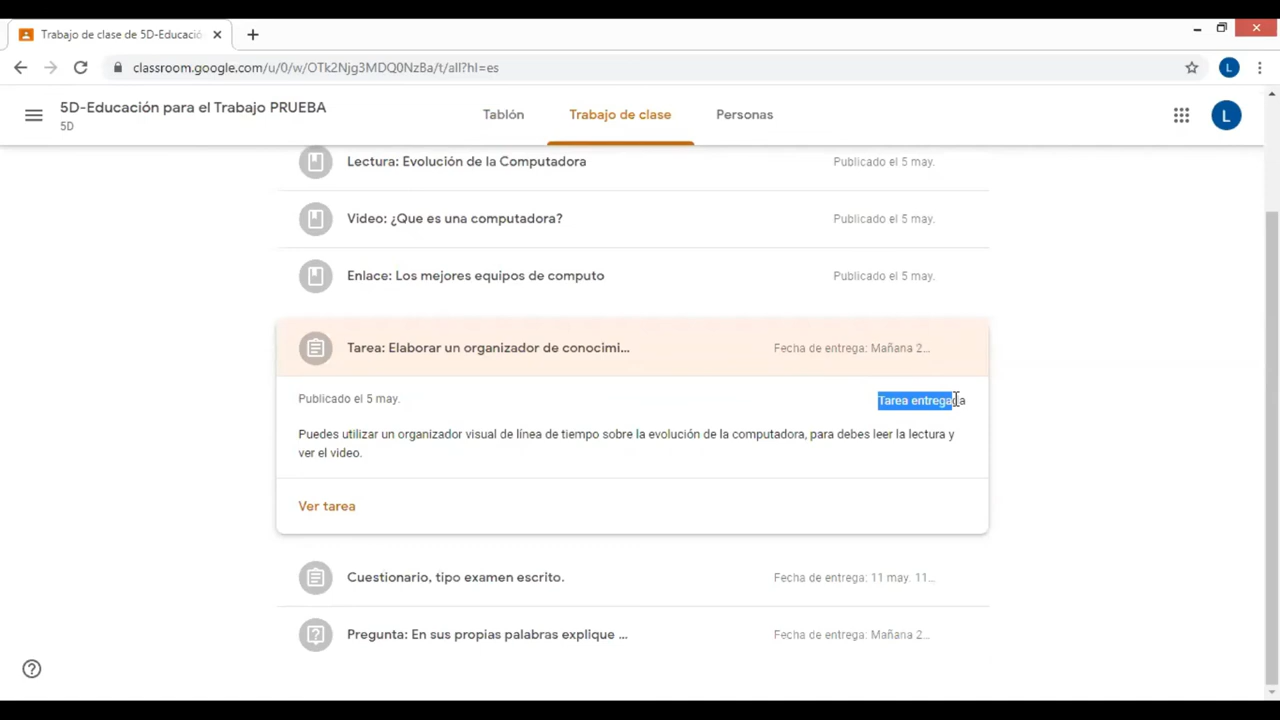 Trabajo de clase de 5D-Educació
classroom.google.com/u/0/w/OTk2Njg3MDQ0NzBa/t/all?hl=es
L
5D-Educación para el Trabajo PRUEBA
5D
Tablón
Trabajo de clase
Personas
L
Lectura: Evolución de la Computadora
Publicado el 5 may.
Video: ¿Que es una computadora?
Publicado el 5 may.
Enlace: Los mejores equipos de computo
Publicado el 5 may.
Tarea: Elaborar un organizador de conocimi...
Fecha de entrega: Mañana 2...
Publicado el 5 may.
Tarea entregada
Puedes utilizar un organizador visual de línea de tiempo sobre la evolución de la computadora, para debes leer la lectura y
ver el video.
Ver tarea
Cuestionario, tipo examen escrito.
Fecha de entrega: 11 may. 11...
Pregunta: En sus propias palabras explique ...
Fecha de entrega: Mañana 2...